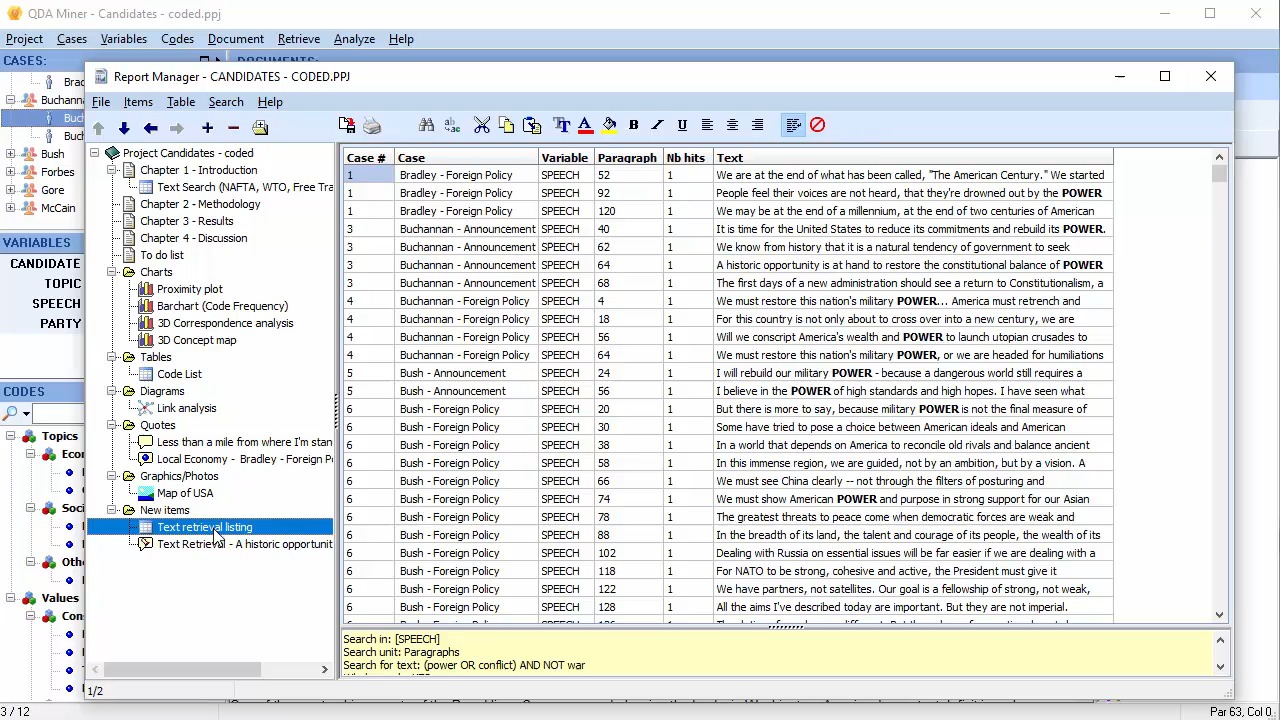 QDA Miner - Candidates - coded.ppj
Project Cases Variables Codes Document Retrieve Analyze Help
CASES:
Buchanna
Bush
Forbes
Gore
McCain
VARIABLES
CANDIDATE
TOPIC
SPEECH
PARTY
CODES
Topics
Values
3 / 12
Par 63, Col 0
Report Manager - CANDIDATES - CODED.PPJ
File Items Table Search Help
Project Candidates - coded
Chapter 1 - Introduction
Text Search (NAFTA, WTO, Free Tra
Chapter 2 - Methodology
Chapter 3 - Results
Chapter 4 - Discussion
To do list
Charts
Proximity plot
Barchart (Code Frequency)
3D Correspondence analysis
3D Concept map
Tables
Code List
Diagrams
Link analysis
Quotes
Less than a mile from where I'm stan
Local Economy - Bradley - Foreign P
Graphics/Photos
Map of USA
New items
Text retrieval listing
Text Retrieval - A historic opportunit
1/2
Case # Case Variable Paragraph Nb hits Text
1 Bradley - Foreign Policy SPEECH 52 1 We are at the end of what has been called, "The American Century." We started
1 Bradley - Foreign Policy SPEECH 92 1 People feel their voices are not heard, that they're drowned out by the POWER
1 Bradley - Foreign Policy SPEECH 120 1 We may be at the end of a millennium, at the end of two centuries of American
3 Buchannan - Announcement SPEECH 40 1 It is time for the United States to reduce its commitments and rebuild its POWER.
3 Buchannan - Announcement SPEECH 62 1 We know from history that it is a natural tendency of government to seek
3 Buchannan - Announcement SPEECH 64 1 A historic opportunity is at hand to restore the constitutional balance of POWER
3 Buchannan - Announcement SPEECH 68 1 The first days of a new administration should see a return to Constitutionalism, a
4 Buchannan - Foreign Policy SPEECH 4 1 We must restore this nation's military POWER... America must retrench and
4 Buchannan - Foreign Policy SPEECH 18 1 For this country is not only about to cross over into a new century, we are
4 Buchannan - Foreign Policy SPEECH 56 1 Will we conscript America's wealth and POWER to launch utopian crusades to
4 Buchannan - Foreign Policy SPEECH 64 1 We must restore this nation's military POWER, or we are headed for humiliations
5 Bush - Announcement SPEECH 24 1 I will rebuild our military POWER - because a dangerous world still requires a
5 Bush - Announcement SPEECH 56 1 I believe in the POWER of high standards and high hopes. I have seen what
6 Bush - Foreign Policy SPEECH 20 1 But there is more to say, because military POWER is not the final measure of
6 Bush - Foreign Policy SPEECH 30 1 Some have tried to pose a choice between American ideals and American
6 Bush - Foreign Policy SPEECH 38 1 In a world that depends on America to reconcile old rivals and balance ancient
6 Bush - Foreign Policy SPEECH 58 1 In this immense region, we are guided, not by an ambition, but by a vision. A
6 Bush - Foreign Policy SPEECH 66 1 We must see China clearly -- not through the filters of posturing and
6 Bush - Foreign Policy SPEECH 74 1 We must show American POWER and purpose in strong support for our Asian
6 Bush - Foreign Policy SPEECH 78 1 The greatest threats to peace come when democratic forces are weak and
6 Bush - Foreign Policy SPEECH 88 1 In the breadth of its land, the talent and courage of its people, the wealth of its
6 Bush - Foreign Policy SPEECH 102 1 Dealing with Russia on essential issues will be far easier if we are dealing with a
6 Bush - Foreign Policy SPEECH 118 1 For NATO to be strong, cohesive and active, the President must give it
6 Bush - Foreign Policy SPEECH 122 1 We have partners, not satellites. Our goal is a fellowship of strong, not weak,
6 Bush - Foreign Policy SPEECH 128 1 All the aims I've described today are important. But they are not imperial.
Search in: [SPEECH]
Search unit: Paragraphs
Search for text: (power OR conflict) AND NOT war